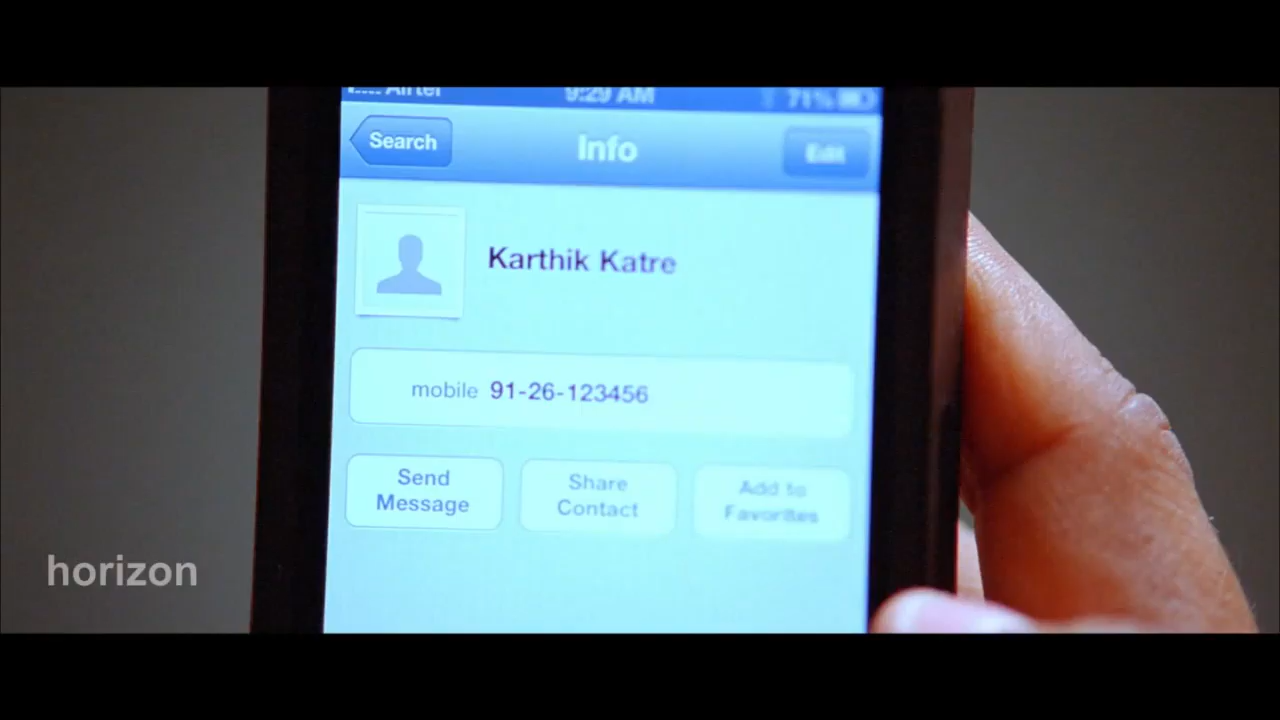 Airtel 9:29 AM 71%
Search Info Edit
Karthik Katre
mobile 91-26-123456
Send Message
Share Contact
Add to Favorites
horizon